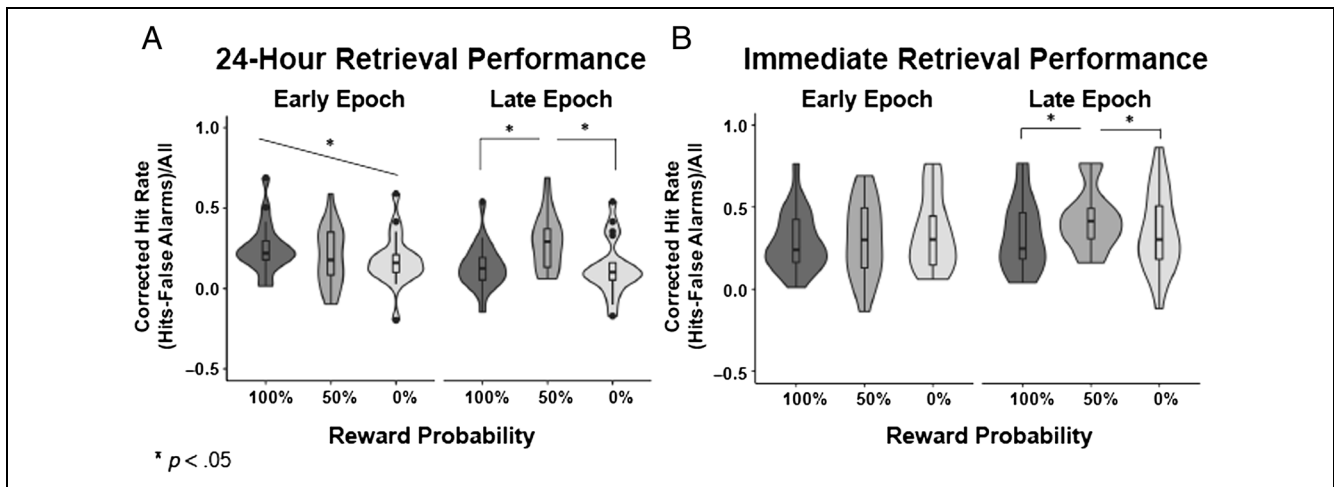 A
24-Hour Retrieval Performance
Early Epoch
Late Epoch
Corrected Hit Rate
(Hits-False Alarms)/All
1.0
0.5
0.0
−0.5
*
*
*
100%
50%
0%
100%
50%
0%
Reward Probability
* p < .05
B
Immediate Retrieval Performance
Early Epoch
Late Epoch
Corrected Hit Rate
(Hits-False Alarms)/All
1.0
0.5
0.0
−0.5
*
*
100%
50%
0%
100%
50%
0%
Reward Probability